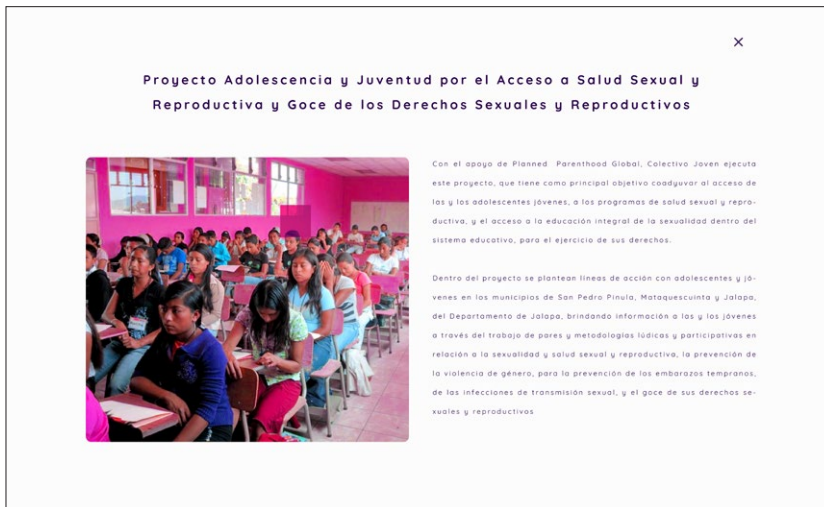 Proyecto Adolescencia y Juventud por el Acceso a Salud Sexual y
Reproductiva y Goce de los Derechos Sexuales y Reproductivos
Con el apoyo de Planned Parenthood Global, Colectivo Joven ejecuta
este proyecto, que tiene como principal objetivo coadyuvar al acceso de
las y los adolescentes jóvenes, a los programas de salud sexual y repro-
ductiva, y el acceso a la educación integral de la sexualidad dentro del
sistema educativo, para el ejercicio de sus derechos.
Dentro del proyecto se plantean líneas de acción con adolescentes y jó-
venes en los municipios de San Pedro Pinula, Mataquescuinta y Jalapa,
del Departamento de Jalapa, brindando información a las y los jóvenes
a través del trabajo de pares y metodologías lúdicas y participativas en
relación a la sexualidad y salud sexual y reproductiva, la prevención de
la violencia de género, para la prevención de los embarazos tempranos,
de las infecciones de transmisión sexual, y el goce de sus derechos se-
xuales y reproductivos